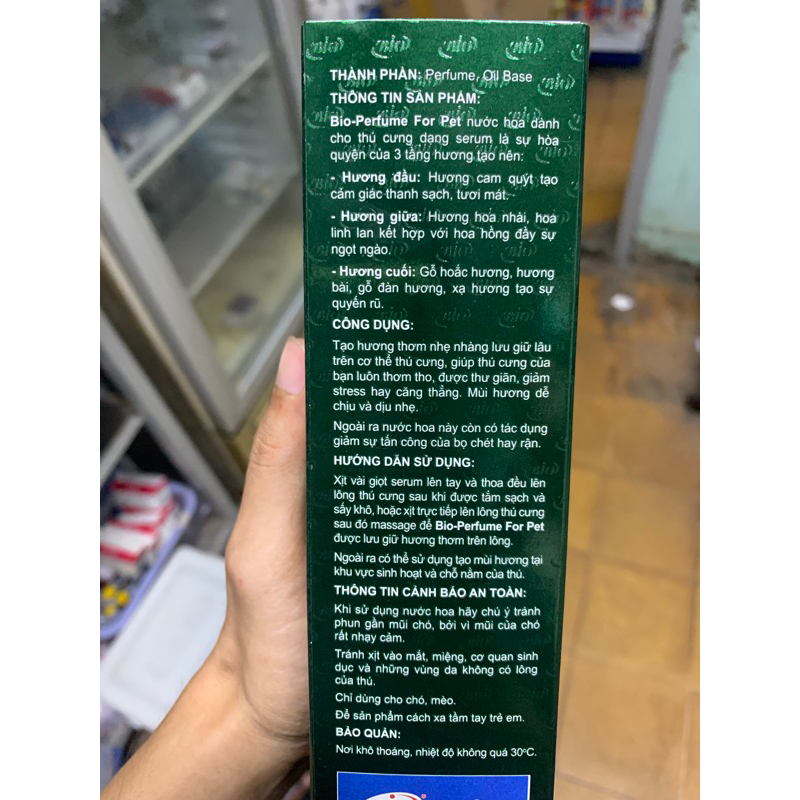 THÀNH PHẦN: Perfume, Oil Base
THÔNG TIN SẢN PHẨM:
Bio-Perfume For Pet nước hoa dành
cho thú cưng dạng serum là sự hòa
quyện của 3 tầng hương tạo nên:
- Hương đầu: Hương cam quýt tạo
cảm giác thanh sạch, tươi mát.
- Hương giữa: Hương hoa nhài, hoa
linh lan kết hợp với hoa hồng đầy sự
ngọt ngào.
- Hương cuối: Gỗ hoắc hương, hương
bài, gỗ đàn hương, xạ hương tạo sự
quyến rũ.
CÔNG DỤNG:
Tạo hương thơm nhẹ nhàng lưu giữ lâu
trên cơ thể thú cưng, giúp thú cưng của
bạn luôn thơm tho, được thư giãn, giảm
stress hay căng thẳng. Mùi hương dễ
chịu và dịu nhẹ.
Ngoài ra nước hoa này còn có tác dụng
giảm sự tấn công của bọ chét hay rận.
HƯỚNG DẪN SỬ DỤNG:
Xịt vài giọt serum lên tay và thoa đều lên
lông thú cưng sau khi được tắm sạch và
sấy khô, hoặc xịt trực tiếp lên lông thú cưng
sau đó massage để Bio-Perfume For Pet
được lưu giữ hương thơm trên lông.
Ngoài ra có thể sử dụng tạo mùi hương tại
khu vực sinh hoạt và chỗ nằm của thú.
THÔNG TIN CẢNH BÁO AN TOÀN:
Khi sử dụng nước hoa hãy chú ý tránh
phun gần mũi chó, bởi vì mũi của chó
rất nhạy cảm.
Tránh xịt vào mắt, miệng, cơ quan sinh
dục và những vùng da không có lông
của thú.
Chỉ dùng cho chó, mèo.
Để sản phẩm cách xa tầm tay trẻ em.
BẢO QUẢN:
Nơi khô thoáng, nhiệt độ không quá 30ºC.